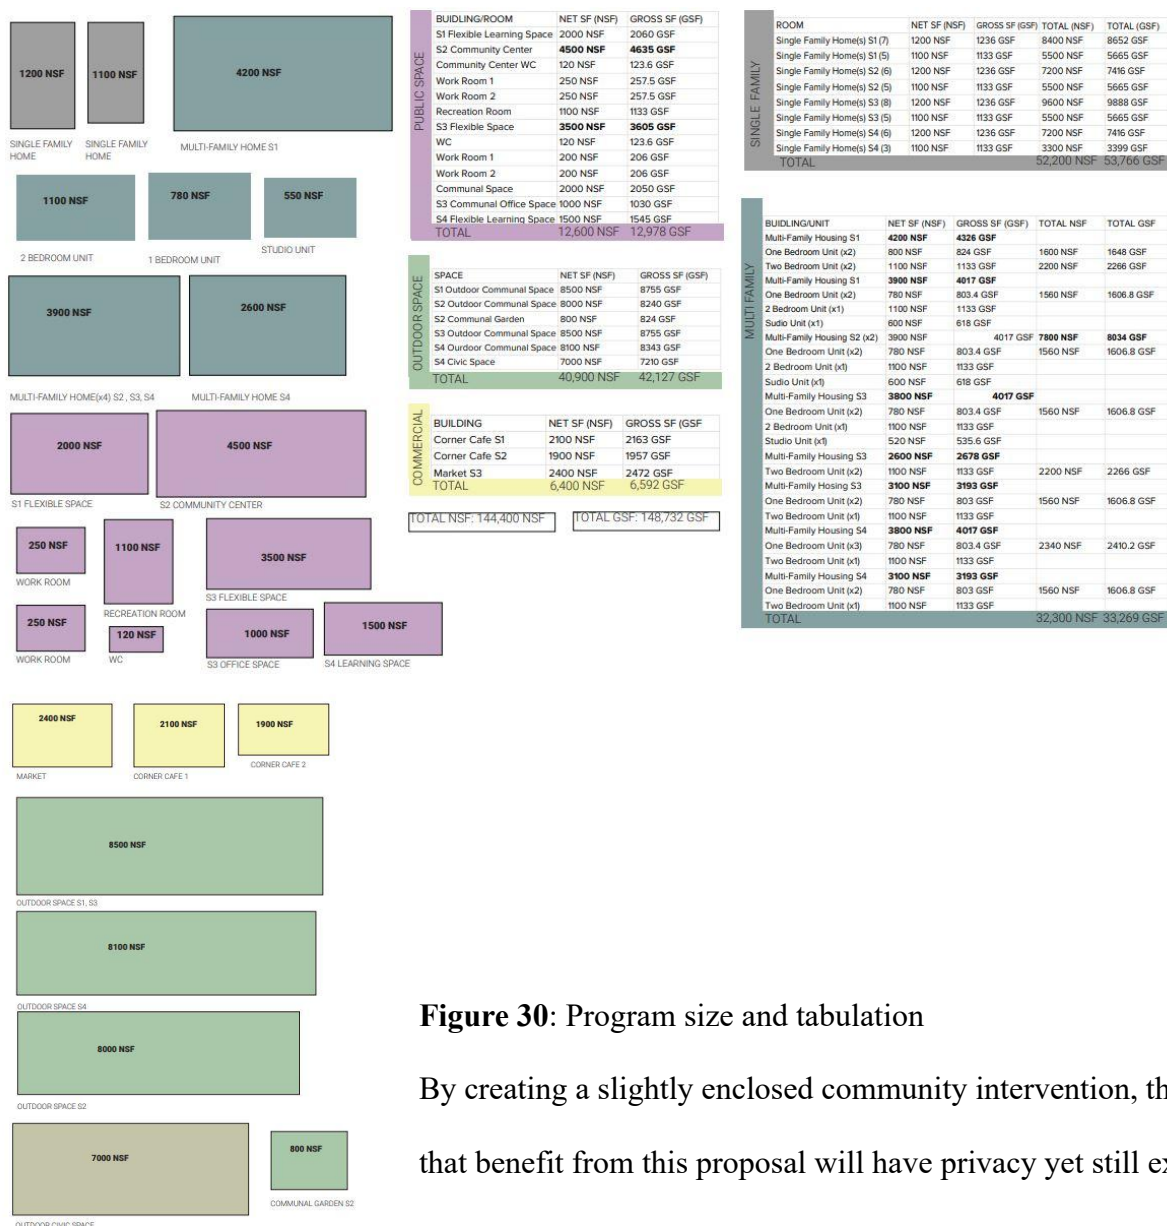 1200 NSF
1100 NSF
4200 NSF
SINGLE FAMILY HOME
SINGLE FAMILY HOME
MULTI-FAMILY HOME S1
1100 NSF
780 NSF
550 NSF
2 BEDROOM UNIT
1 BEDROOM UNIT
STUDIO UNIT
3900 NSF
2600 NSF
MULTI-FAMILY HOME(x4) S2 , S3, S4
MULTI-FAMILY HOME S4
2000 NSF
4500 NSF
S1 FLEXIBLE SPACE
S2 COMMUNITY CENTER
250 NSF
1100 NSF
3500 NSF
WORK ROOM
RECREATION ROOM
S3 FLEXIBLE SPACE
250 NSF
120 NSF
1000 NSF
1500 NSF
WORK ROOM
WC
S3 OFFICE SPACE
S4 LEARNING SPACE
2400 NSF
2100 NSF
1900 NSF
MARKET
CORNER CAFE 1
CORNER CAFE 2
8500 NSF
OUTDOOR SPACE S1, S3
8100 NSF
OUTDOOR SPACE S4
8000 NSF
OUTDOOR SPACE S2
7000 NSF
800 NSF
OUTDOOR CIVIC SPACE
COMMUNAL GARDEN S2
PUBLIC SPACE
BUIDLING/ROOM NET SF (NSF) GROSS SF (GSF)
S1 Flexible Learning Space 2000 NSF 2060 GSF
S2 Community Center 4500 NSF 4635 GSF
Community Center WC 120 NSF 123.6 GSF
Work Room 1 250 NSF 257.5 GSF
Work Room 2 250 NSF 257.5 GSF
Recreation Room 1100 NSF 1133 GSF
S3 Flexible Space 3500 NSF 3605 GSF
WC 120 NSF 123.6 GSF
Work Room 1 200 NSF 206 GSF
Work Room 2 200 NSF 206 GSF
Communal Space 2000 NSF 2050 GSF
S3 Communal Office Space 1000 NSF 1030 GSF
S4 Flexible Learning Space 1500 NSF 1545 GSF
TOTAL 12,600 NSF 12,978 GSF
OUTDOOR SPACE
SPACE NET SF (NSF) GROSS SF (GSF)
S1 Outdoor Communal Space 8500 NSF 8755 GSF
S2 Outdoor Communal Space 8000 NSF 8240 GSF
S2 Communal Garden 800 NSF 824 GSF
S3 Outdoor Communal Space 8500 NSF 8755 GSF
S4 Ourdoor Communal Space 8100 NSF 8343 GSF
S4 Civic Space 7000 NSF 7210 GSF
TOTAL 40,900 NSF 42,127 GSF
COMMERCIAL
BUILDING NET SF (NSF) GROSS SF (GSF
Corner Cafe S1 2100 NSF 2163 GSF
Corner Cafe S2 1900 NSF 1957 GSF
Market S3 2400 NSF 2472 GSF
TOTAL 6,400 NSF 6,592 GSF
TOTAL NSF: 144,400 NSF
TOTAL GSF: 148,732 GSF
SINGLE FAMILY
ROOM NET SF (NSF) GROSS SF (GSF) TOTAL (NSF) TOTAL (GSF)
Single Family Home(s) S1 (7) 1200 NSF 1236 GSF 8400 NSF 8652 GSF
Single Family Home(s) S1 (5) 1100 NSF 1133 GSF 5500 NSF 5665 GSF
Single Family Home(s) S2 (6) 1200 NSF 1236 GSF 7200 NSF 7416 GSF
Single Family Home(s) S2 (5) 1100 NSF 1133 GSF 5500 NSF 5665 GSF
Single Family Home(s) S3 (8) 1200 NSF 1236 GSF 9600 NSF 9888 GSF
Single Family Home(s) S3 (5) 1100 NSF 1133 GSF 5500 NSF 5665 GSF
Single Family Home(s) S4 (6) 1200 NSF 1236 GSF 7200 NSF 7416 GSF
Single Family Home(s) S4 (3) 1100 NSF 1133 GSF 3300 NSF 3399 GSF
TOTAL 52,200 NSF 53,766 GSF
MULTI FAMILY
BUIDLING/UNIT NET SF (NSF) GROSS SF (GSF) TOTAL NSF TOTAL GSF
Multi-Family Housing S1 4200 NSF 4326 GSF
One Bedroom Unit (x2) 800 NSF 824 GSF 1600 NSF 1648 GSF
Two Bedroom Unit (x2) 1100 NSF 1133 GSF 2200 NSF 2266 GSF
Multi-Family Housing S1 3900 NSF 4017 GSF
One Bedroom Unit (x2) 780 NSF 803.4 GSF 1560 NSF 1606.8 GSF
2 Bedroom Unit (x1) 1100 NSF 1133 GSF
Sudio Unit (x1) 600 NSF 618 GSF
Multi-Family Housing S2 (x2) 3900 NSF 4017 GSF 7800 NSF 8034 GSF
One Bedroom Unit (x2) 780 NSF 803.4 GSF 1560 NSF 1606.8 GSF
2 Bedroom Unit (x1) 1100 NSF 1133 GSF
Sudio Unit (x1) 600 NSF 618 GSF
Multi-Family Housing S3 3800 NSF 4017 GSF
One Bedroom Unit (x2) 780 NSF 803.4 GSF 1560 NSF 1606.8 GSF
2 Bedroom Unit (x1) 1100 NSF 1133 GSF
Studio Unit (x1) 520 NSF 535.6 GSF
Multi-Family Housing S3 2600 NSF 2678 GSF
Two Bedroom Unit (x2) 1100 NSF 1133 GSF 2200 NSF 2266 GSF
Multi-Family Hosing S3 3100 NSF 3193 GSF
One Bedroom Unit (x2) 780 NSF 803 GSF 1560 NSF 1606.8 GSF
Two Bedroom Unit (x1) 1100 NSF 1133 GSF
Multi-Family Housing S4 3800 NSF 4017 GSF
One Bedroom Unit (x3) 780 NSF 803.4 GSF 2340 NSF 2410.2 GSF
Two Bedroom Unit (x1) 1100 NSF 1133 GSF
Multi-Family Housing S4 3100 NSF 3193 GSF
One Bedroom Unit (x2) 780 NSF 803 GSF 1560 NSF 1606.8 GSF
Two Bedroom Unit (x1) 1100 NSF 1133 GSF
TOTAL 32,300 NSF 33,269 GSF
Figure 30: Program size and tabulation
By creating a slightly enclosed community intervention, th
that benefit from this proposal will have privacy yet still ex